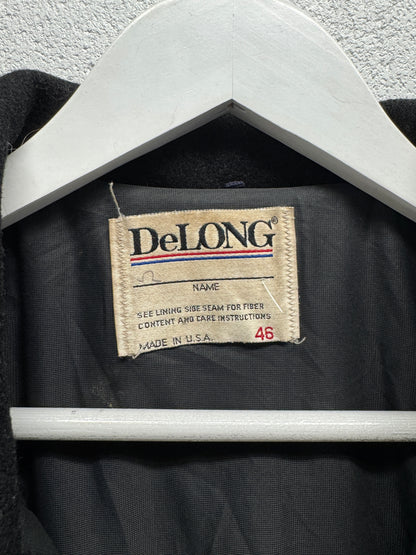 DeLONG®
NAME
SEE LINING SIDE SEAM FOR FIBER
CONTENT AND CARE INSTRUCTIONS
MADE IN U.S.A. 46